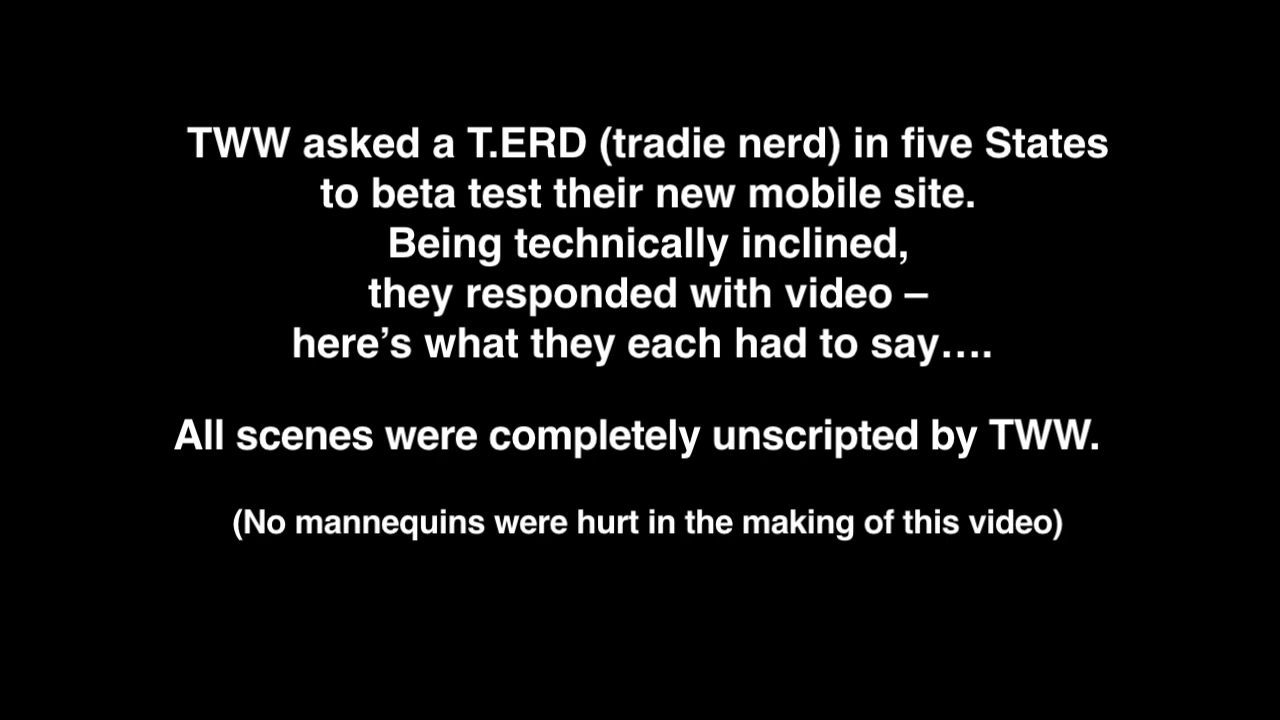 TWW asked a T.ERD (tradie nerd) in five States
to beta test their new mobile site.
Being technically inclined,
they responded with video –
here’s what they each had to say….
All scenes were completely unscripted by TWW.
(No mannequins were hurt in the making of this video)